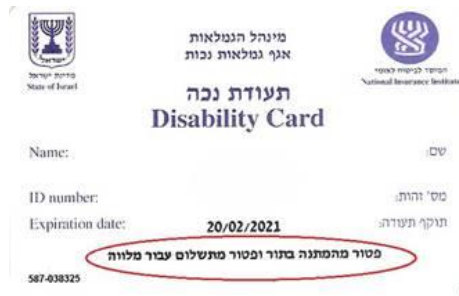 מינהל הגמלאות
אגף גמלאות נכות
ישראל
מדינת ישראל
State of Israel
המוסד לביטוח לאומי
National Insurance Institute
תעודת נכה
Disability Card
Name:
שם:
ID number:
מס' זהות:
Expiration date:
20/02/2021
תוקף תעודה:
פטור מהמתנה בתור ופטור מתשלום עבור מלווה
587-038325